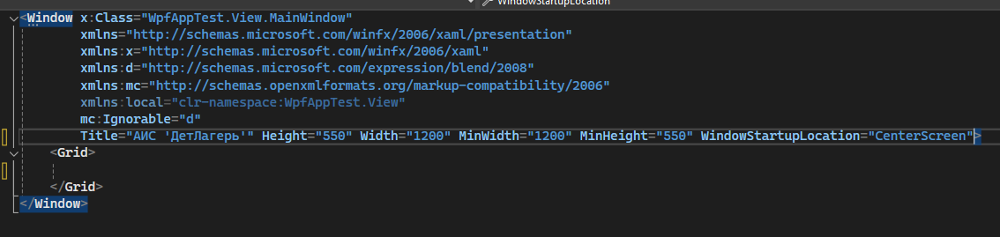 WindowStartupLocation
<Window x:Class="WpfAppTest.View.MainWindow"
xmlns="http://schemas.microsoft.com/winfx/2006/xaml/presentation"
xmlns:x="http://schemas.microsoft.com/winfx/2006/xaml"
xmlns:d="http://schemas.microsoft.com/expression/blend/2008"
xmlns:mc="http://schemas.openxmlformats.org/markup-compatibility/2006"
xmlns:local="clr-namespace:WpfAppTest.View"
mc:Ignorable="d"
Title="АИС 'ДетЛагерь'" Height="550" Width="1200" MinWidth="1200" MinHeight="550" WindowStartupLocation="CenterScreen">
<Grid>
</Grid>
</Window>